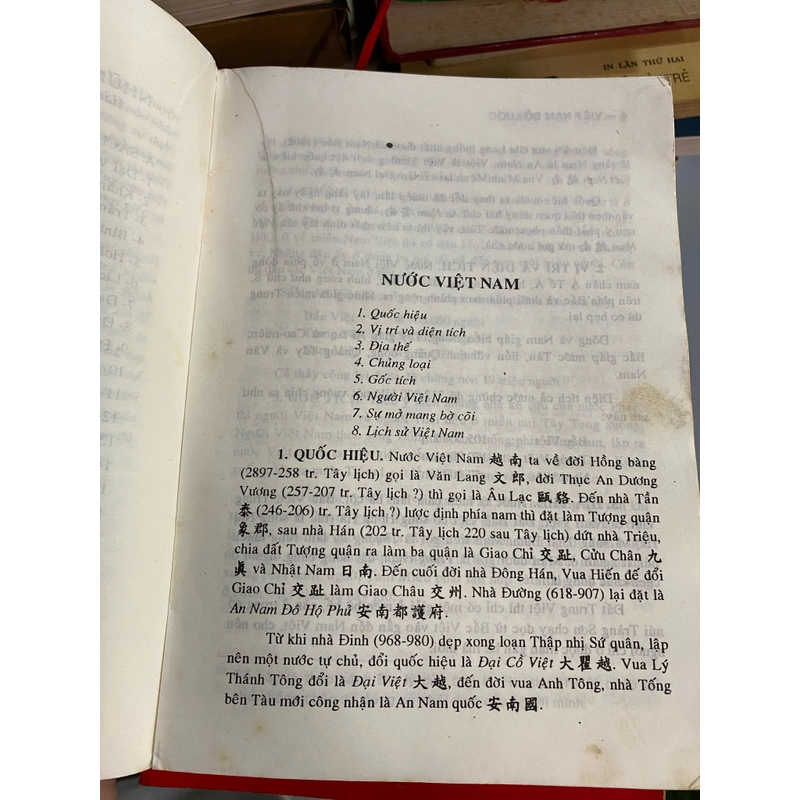 IN LẦN THỨ HAI
TRẺ
NƯỚC VIỆT NAM
1. Quốc hiệu
2. Vị trí và diện tích
3. Địa thế
4. Chủng loại
5. Gốc tích
6. Người Việt Nam
7. Sự mở mang bờ cõi
8. Lịch sử Việt Nam
1. QUỐC HIỆU. Nước Việt Nam 越南 ta về đời Hồng bàng
(2897-258 tr. Tây lịch) gọi là Văn Lang 文郎, đời Thục An Dương
Vương (257-207 tr. Tây lịch ?) thì gọi là Âu Lạc 甌貉. Đến nhà Tần
泰 (246-206) tr. Tây lịch ?) lược định phía nam thì đặt làm Tượng quận
象郡, sau nhà Hán (202 tr. Tây lịch 220 sau Tây lịch) dứt nhà Triệu,
chia đất Tượng quận ra làm ba quận là Giao Chỉ 交趾, Cửu Chân 九
眞 và Nhật Nam 日南. Đến cuối đời nhà Đông Hán, Vua Hiến đế đổi
Giao Chỉ 交趾 làm Giao Châu 交州. Nhà Đường (618-907) lại đặt là
An Nam Đô Hộ Phủ 安南都護府.
Từ khi nhà Đinh (968-980) dẹp xong loạn Thập nhị Sứ quân, lập
nên một nước tự chủ, đổi quốc hiệu là Đại Cồ Việt 大瞿越. Vua Lý
Thánh Tông đổi là Đại Việt 大越, đến đời vua Anh Tông, nhà Tống
bên Tàu mới công nhận là An Nam quốc 安南國.